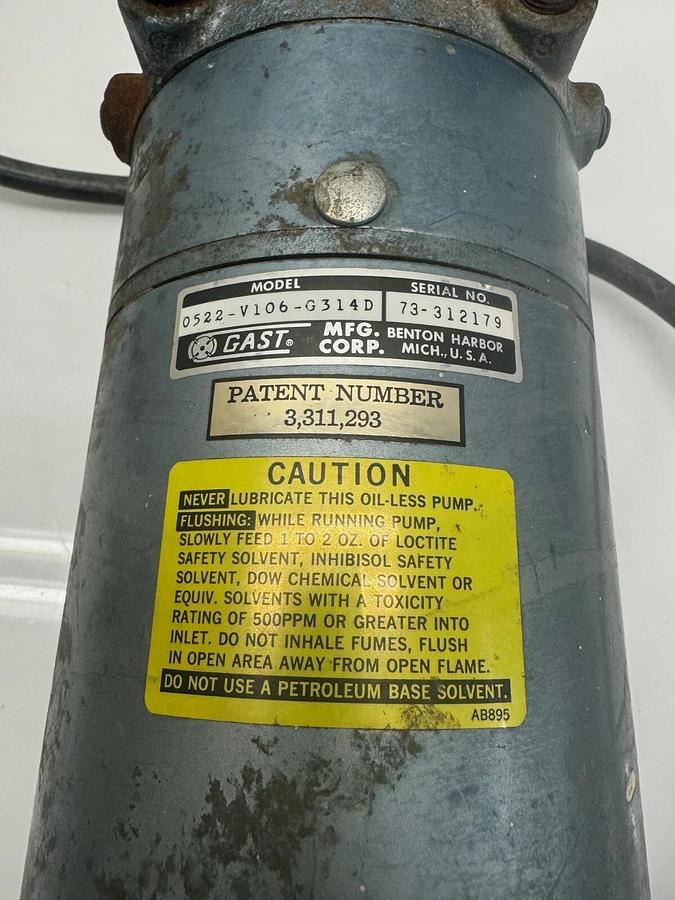 MODEL SERIAL NO.
0522-V106-G314D 73-312179
GAST® MFG. CORP. BENTON HARBOR MICH., U.S.A.
PATENT NUMBER
3,311,293
CAUTION
NEVER LUBRICATE THIS OIL-LESS PUMP.
FLUSHING: WHILE RUNNING PUMP,
SLOWLY FEED 1 TO 2 OZ. OF LOCTITE
SAFETY SOLVENT, INHIBISOL SAFETY
SOLVENT, DOW CHEMICAL SOLVENT OR
EQUIV. SOLVENTS WITH A TOXICITY
RATING OF 500PPM OR GREATER INTO
INLET. DO NOT INHALE FUMES, FLUSH
IN OPEN AREA AWAY FROM OPEN FLAME.
DO NOT USE A PETROLEUM BASE SOLVENT.
AB895